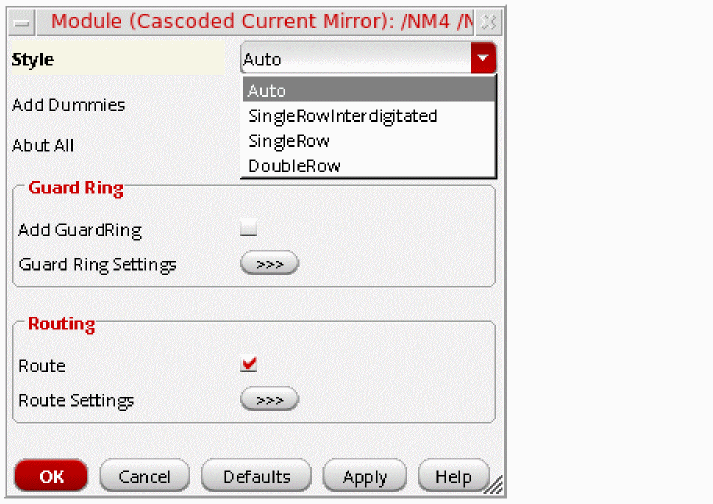 Module (Cascoded Current Mirror): /NM4 /N
Style Auto
Auto
Add Dummies
SingleRowInterdigitated
SingleRow
Abut All
DoubleRow
Guard Ring
Add GuardRing
Guard Ring Settings >>>
Routing
Route
Route Settings >>>
OK Cancel Defaults Apply Help